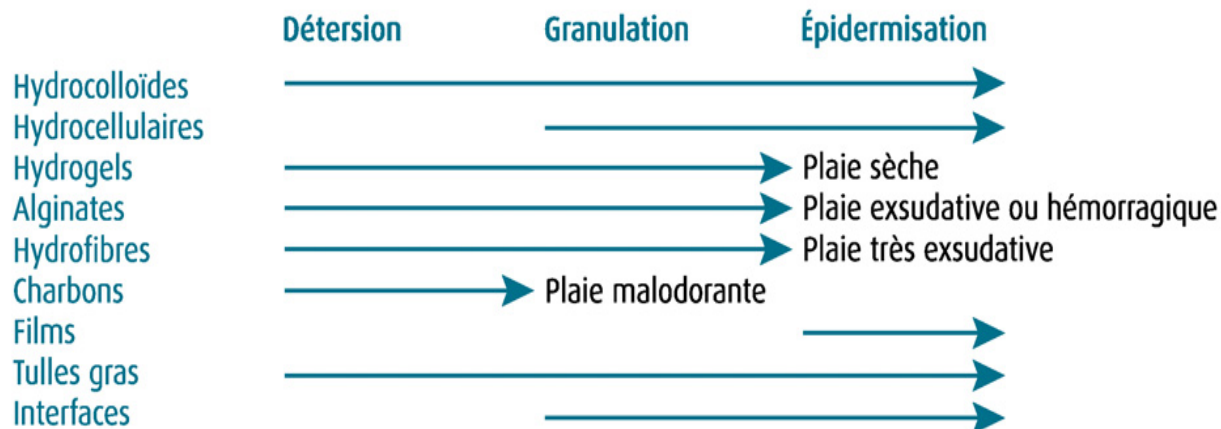 Détersion Granulation Épidermisation
Hydrocolloïdes
Hydrocellulaires
Hydrogels Plaie sèche
Alginates Plaie exsudative ou hémorragique
Hydrofibres Plaie très exsudative
Charbons Plaie malodorante
Films
Tulles gras
Interfaces